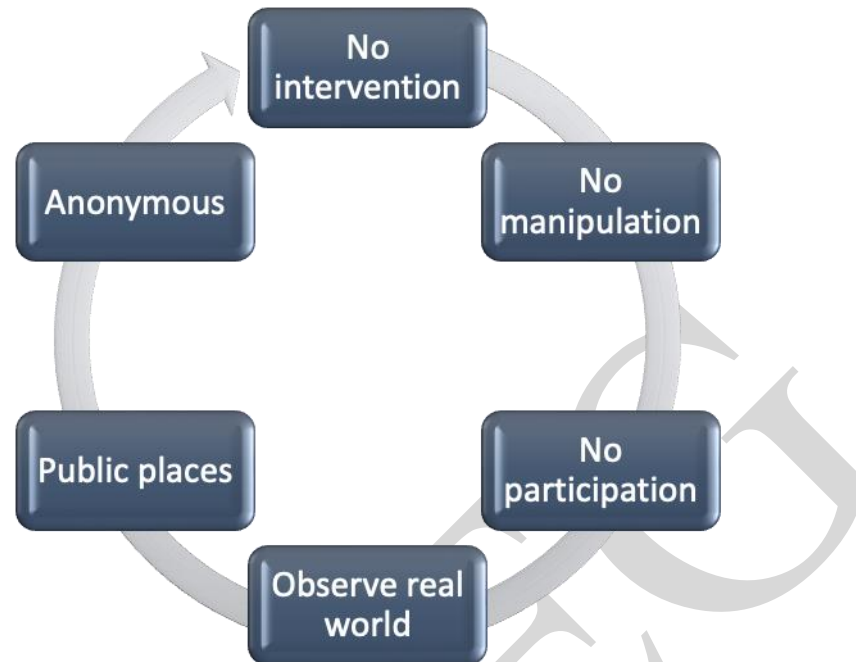 No
intervention
No
manipulation
No
participation
Observe real
world
Public places
Anonymous